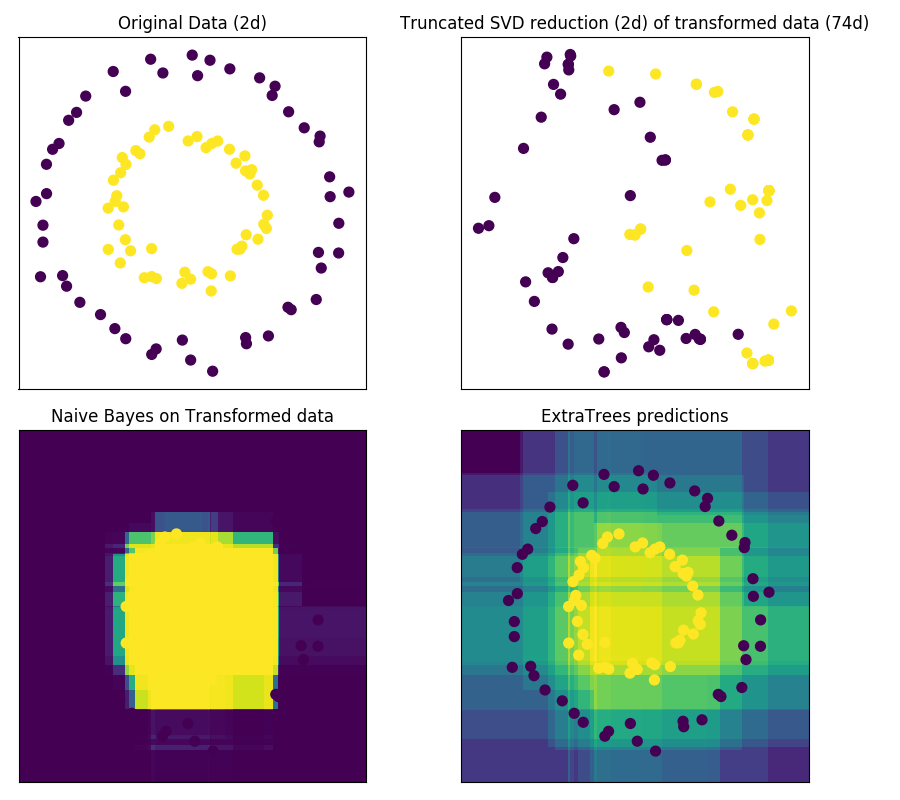 Original Data (2d)
Truncated SVD reduction (2d) of transformed data (74d)
Naive Bayes on Transformed data
ExtraTrees predictions